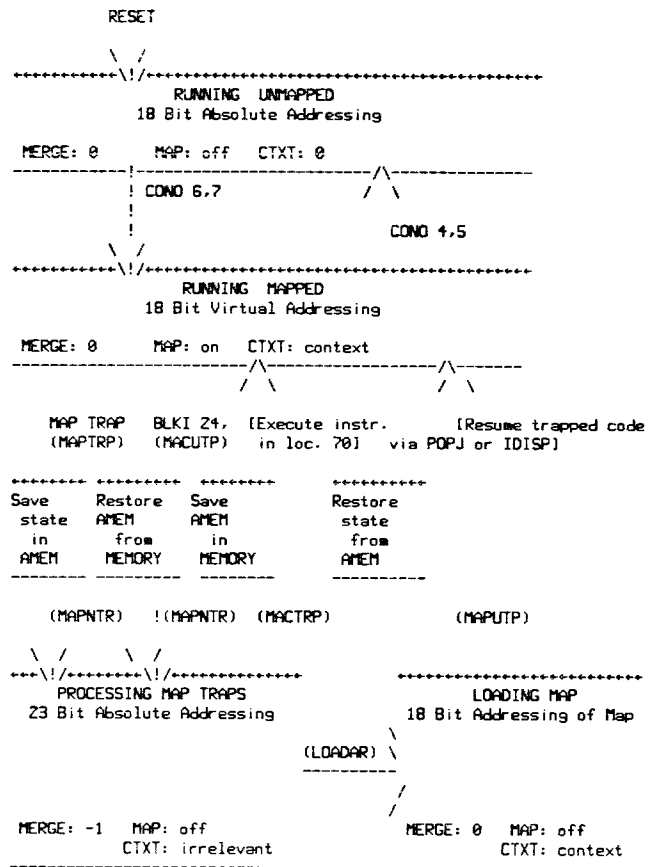 RESET
\ /
+++++++++++\!/++++++++++++++++++++++++++++++++++++++++++
RUNNING UNMAPPED
18 Bit Absolute Addressing
MERGE: 0 MAP: off CTXT: 0
------------!------------------------/\---------------
! CONO 6,7 / \
!
! CONO 4,5
\ /
+++++++++++\!/+++++++++++++++++++++++++++++++++++++++++
RUNNING MAPPED
18 Bit Virtual Addressing
MERGE: 0 MAP: on CTXT: context
-------------------------/\------------------/\-------
/ \ / \
MAP TRAP BLKI 24, [Execute instr. [Resume trapped code
(MAPTRP) (MACUTP) in loc. 70] via POPJ or IDISP]
++++++++ +++++++++ ++++++++ ++++++++++
Save Restore Save Restore
state AMEM AMEM state
in from in from
AMEM MEMORY MEMORY AMEM
-------- --------- -------- ----------
(MAPNTR) !(MAPNTR) (MACTRP) (MAPUTP)
\ / \ /
+++\!/++++++++\!/++++++++++++++ ++++++++++++++++++++++++++
PROCESSING MAP TRAPS LOADING MAP
23 Bit Absolute Addressing 18 Bit Addressing of Map
\
(LOADAR) \
----------
/
/
MERGE: -1 MAP: off MERGE: 0 MAP: off
CTXT: irrelevant CTXT: context
---------------------------